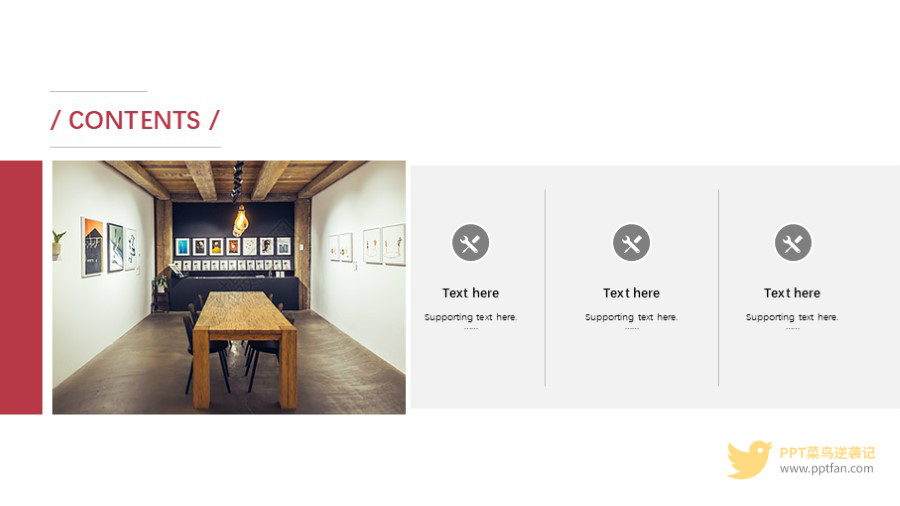 / CONTENTS /
Text here
Supporting text here.
......
Text here
Supporting text here.
......
Text here
Supporting text here.
......
PPT菜鸟逆袭记
www.pptfan.com